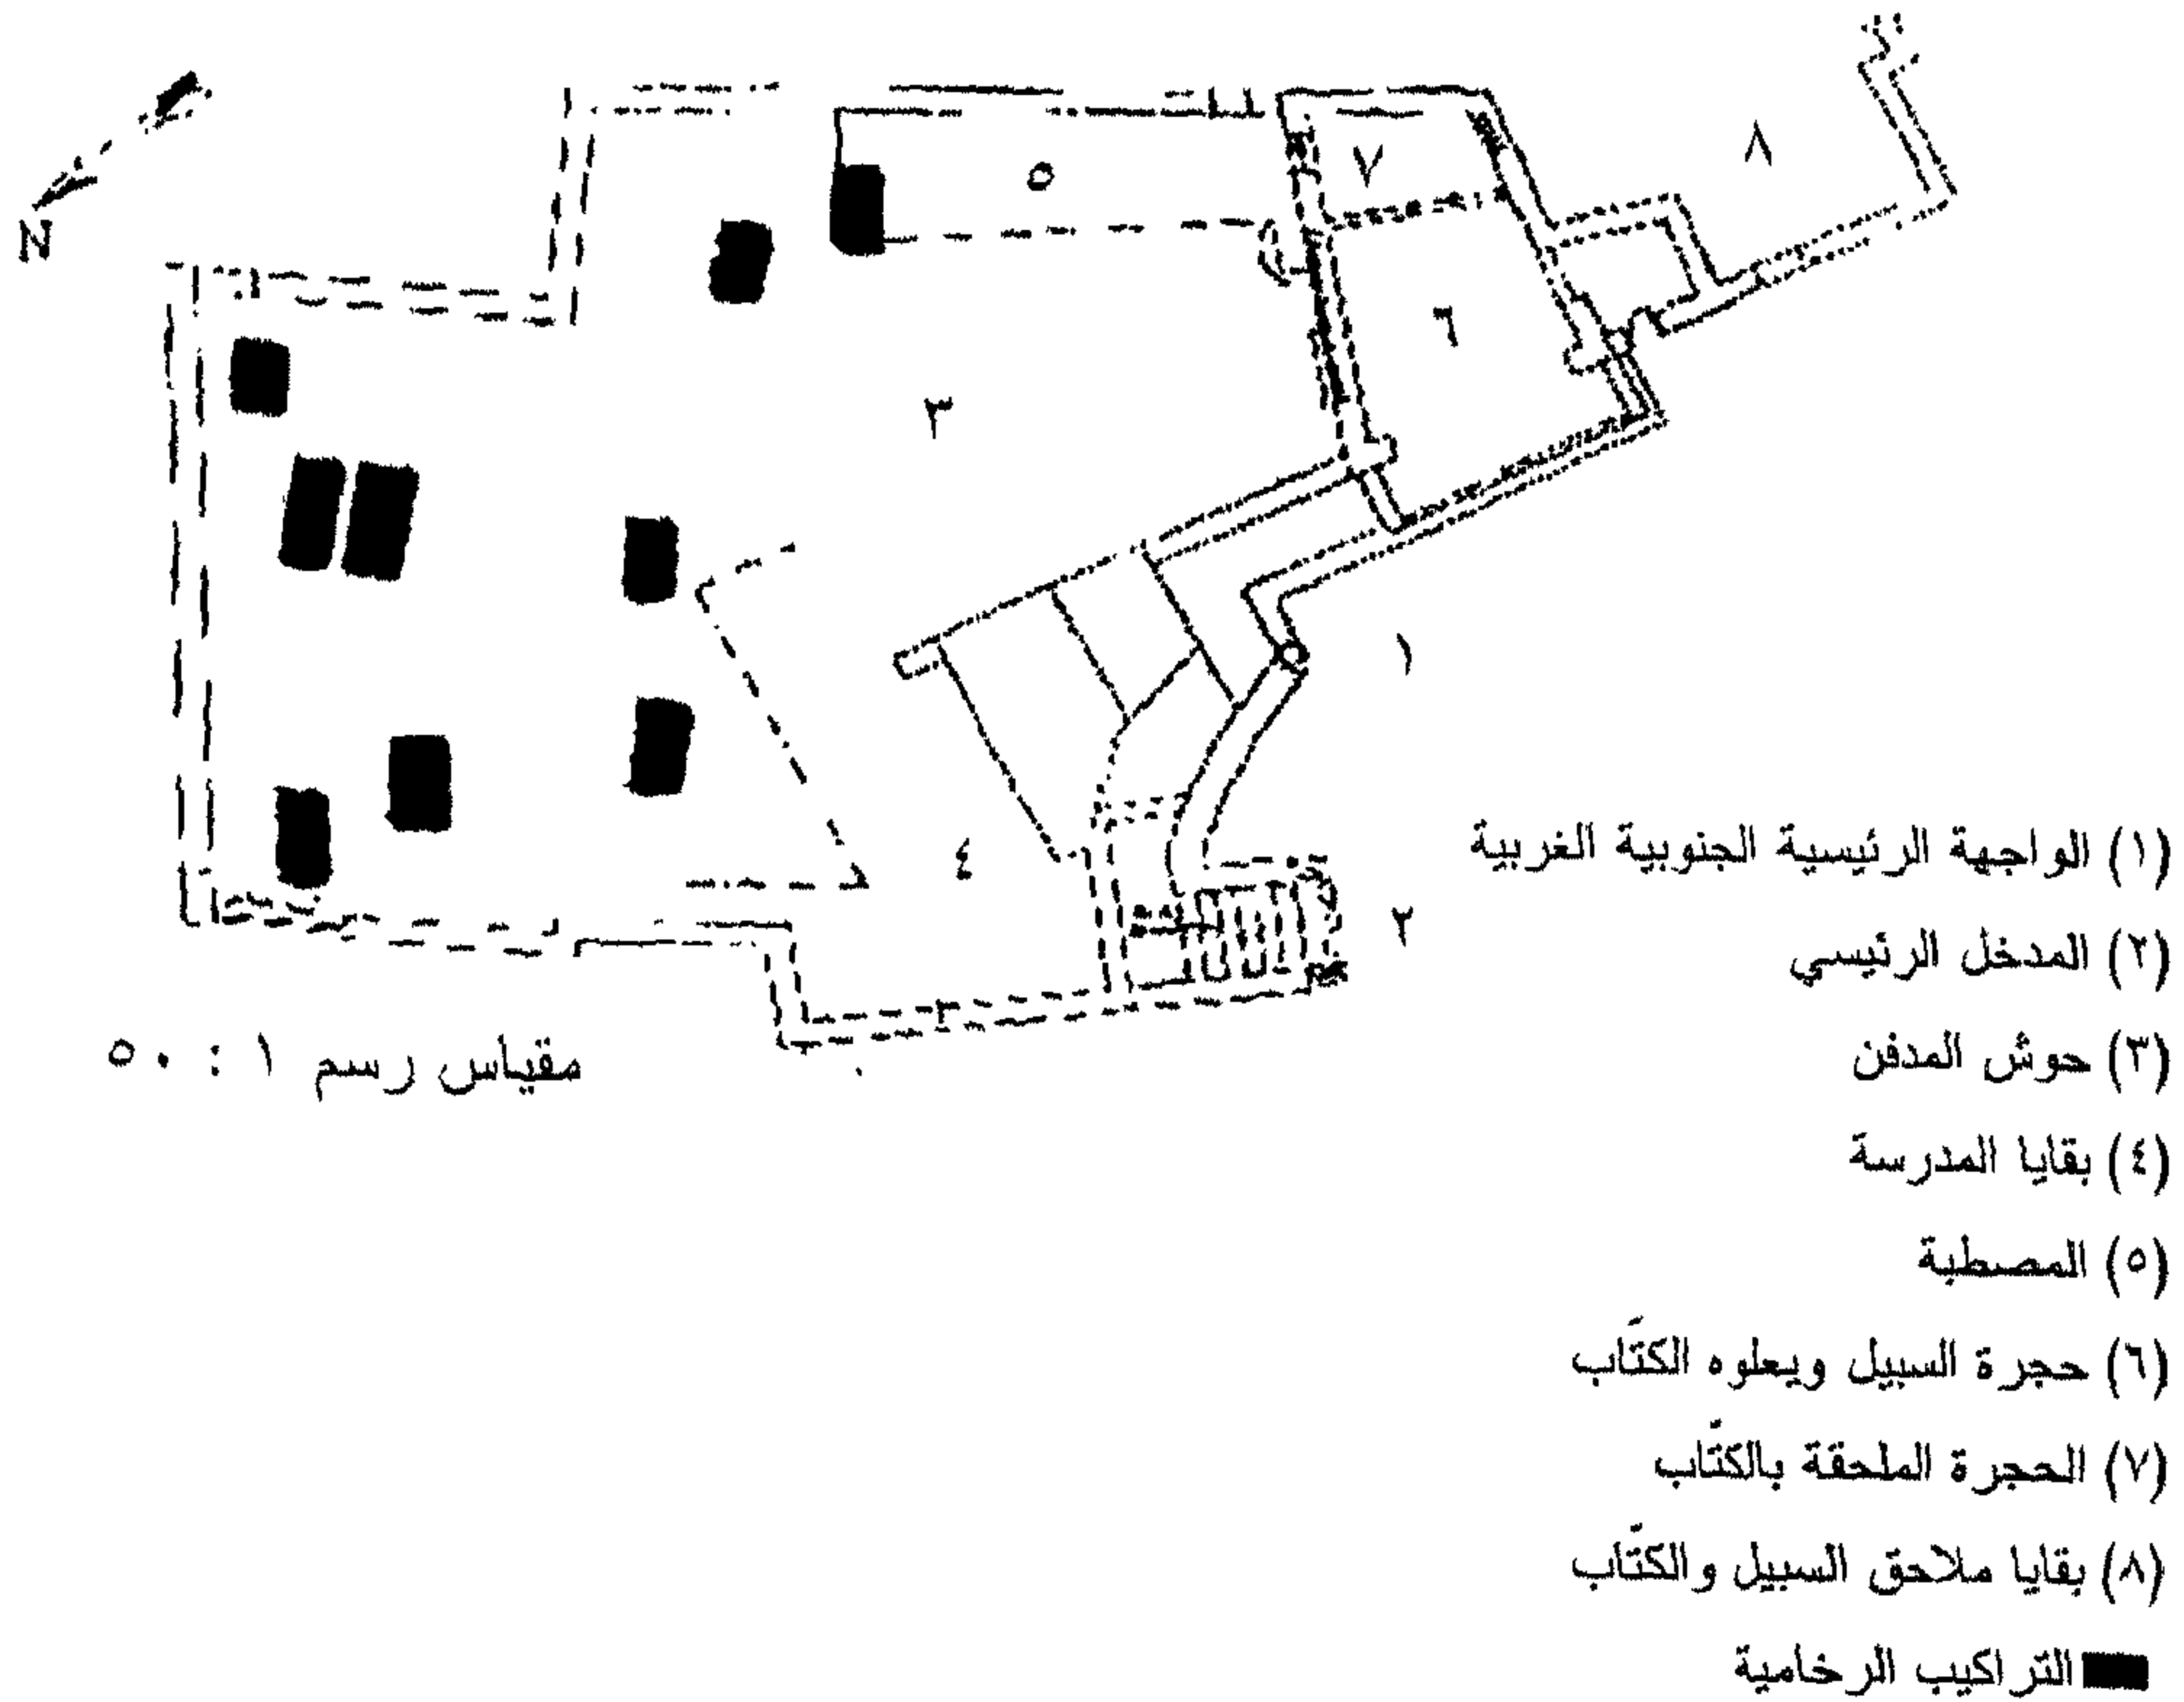 N
٨
٧
٥
٦
٣
١
٤
٢
مقياس رسم ١ : ٥٠
(١) الواجهة الرئيسية الجنوبية الغربية
(٢) المدخل الرئيسي
(٣) حوش المدفن
(٤) بقايا المدرسة
(٥) المصطبة
(٦) حجرة السبيل ويعلوه الكتّاب
(٧) الحجرة الملحقة بالكتّاب
(٨) بقايا ملاحق السبيل والكتّاب
التراكيب الرخامية